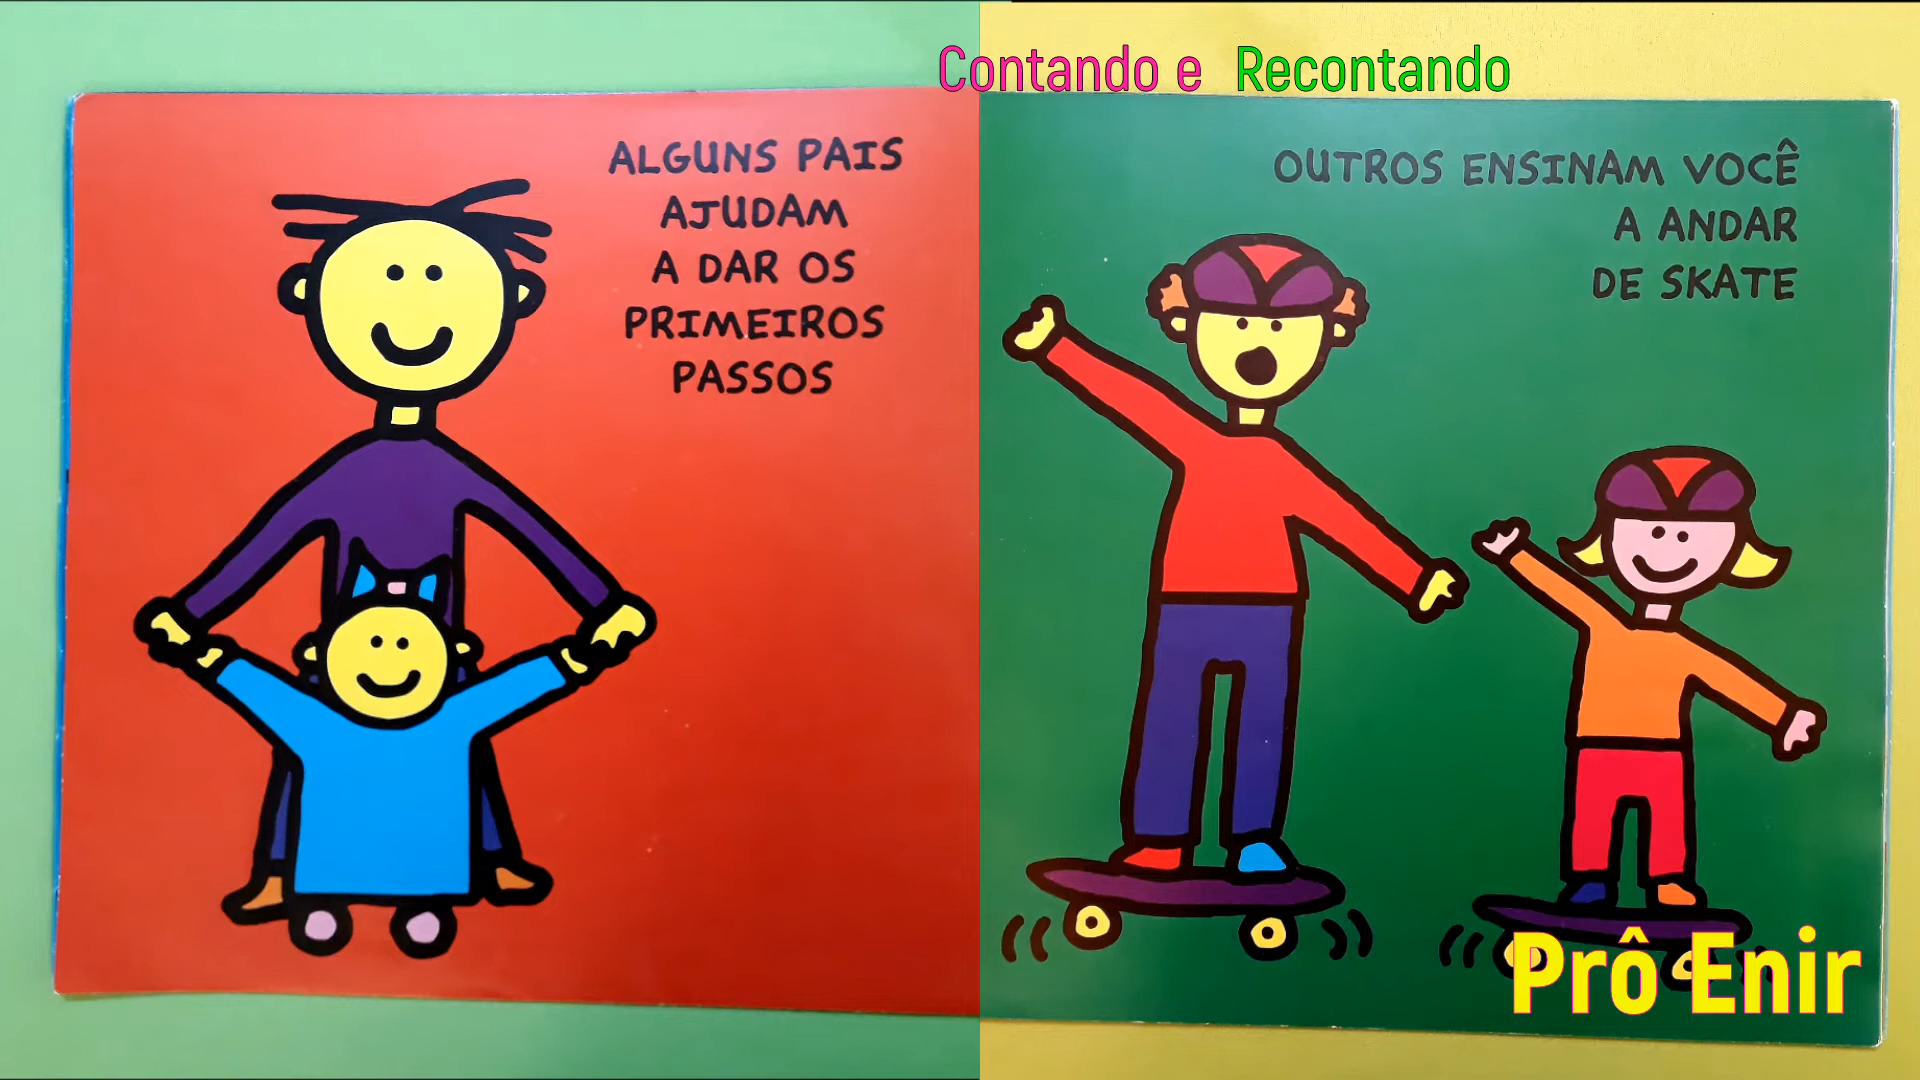 Contando e Recontando
ALGUNS PAIS
AJUDAM
A DAR OS
PRIMEIROS
PASSOS
OUTROS ENSINAM VOCÊ
A ANDAR
DE SKATE
Prô Enir